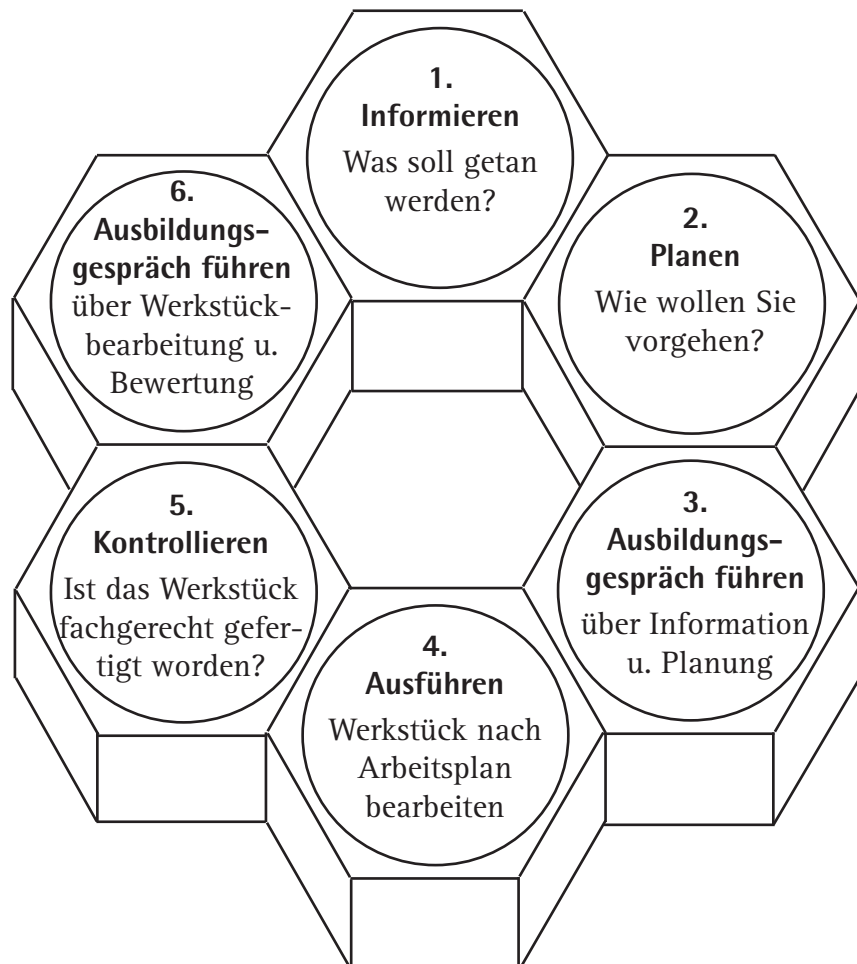 1.
Informieren
Was soll getan
werden?
2.
Planen
Wie wollen Sie
vorgehen?
3.
Ausbildungs-
gespräch führen
über Information
u. Planung
4.
Ausführen
Werkstück nach
Arbeitsplan
bearbeiten
5.
Kontrollieren
Ist das Werkstück
fachgerecht gefer-
tigt worden?
6.
Ausbildungs-
gespräch führen
über Werkstück-
bearbeitung u.
Bewertung